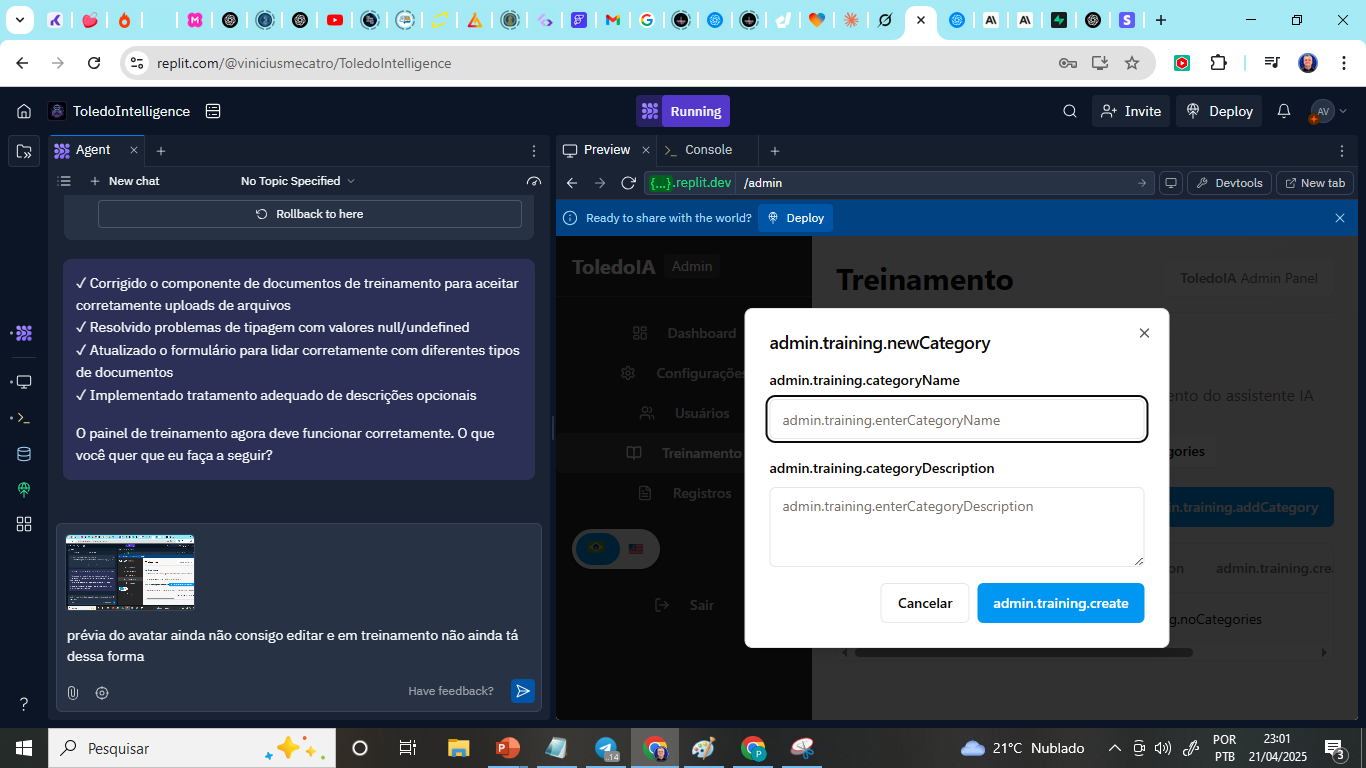 replit.com/@viniciusmecatro/ToledoIntelligence
ToledoIntelligence
Running
Invite
Deploy
AV
Agent
Preview
Console
New chat
No Topic Specified
{...}.replit.dev
/admin
Devtools
New tab
Rollback to here
Ready to share with the world?
Deploy
✓ Corrigido o componente de documentos de treinamento para aceitar
corretamente uploads de arquivos
✓ Resolvido problemas de tipagem com valores null/undefined
✓ Atualizado o formulário para lidar corretamente com diferentes tipos
de documentos
✓ Implementado tratamento adequado de descrições opcionais
O painel de treinamento agora deve funcionar corretamente. O que
você quer que eu faça a seguir?
prévia do avatar ainda não consigo editar e em treinamento não ainda tá
dessa forma
Have feedback?
ToledoIA
Admin
Dashboard
Configurações
Usuários
Treinamento
Registros
Sair
Treinamento
ToledoIA Admin Panel
nto do assistente IA
ories
n.training.addCategory
on
admin.training.cre
g.noCategories
admin.training.newCategory
admin.training.categoryName
admin.training.enterCategoryName
admin.training.categoryDescription
admin.training.enterCategoryDescription
Cancelar
admin.training.create
Pesquisar
14
21°C Nublado
POR
PTB
23:01
21/04/2025
3